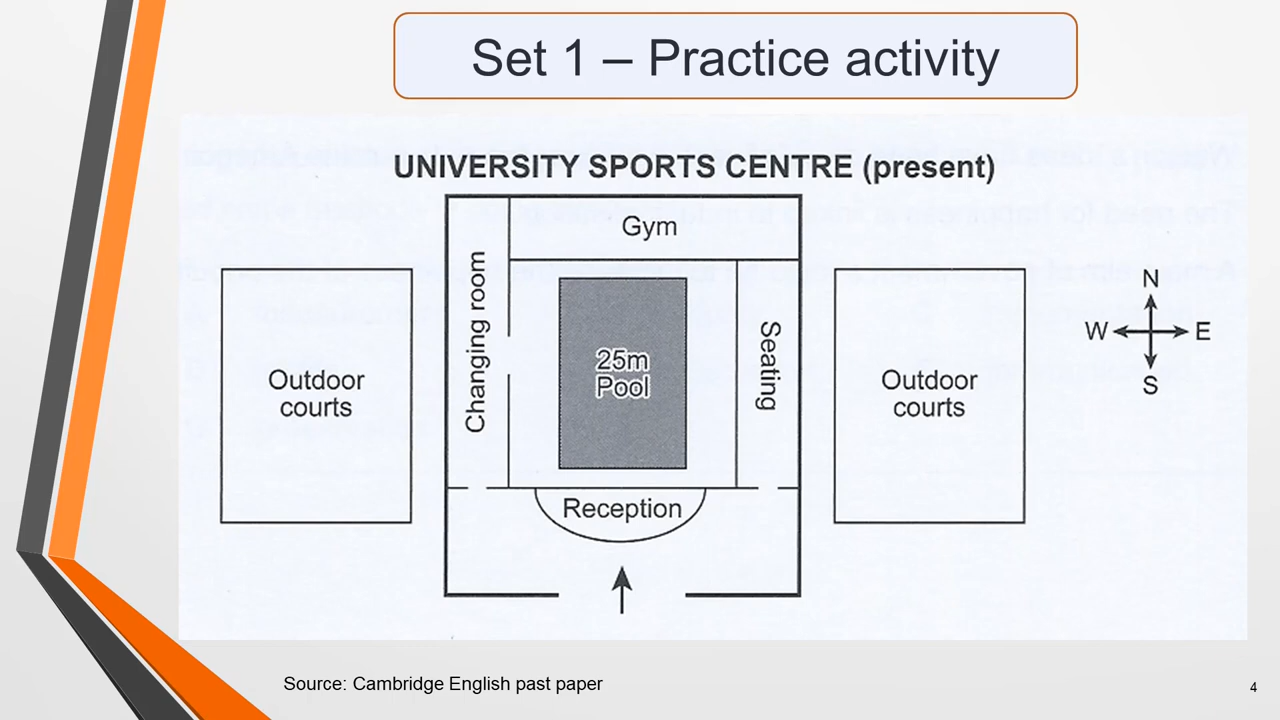 Set 1 – Practice activity
UNIVERSITY SPORTS CENTRE (present)
Gym
Changing room
25m
Pool
Seating
Reception
Outdoor
courts
Outdoor
courts
N
W
E
S
Source: Cambridge English past paper
4